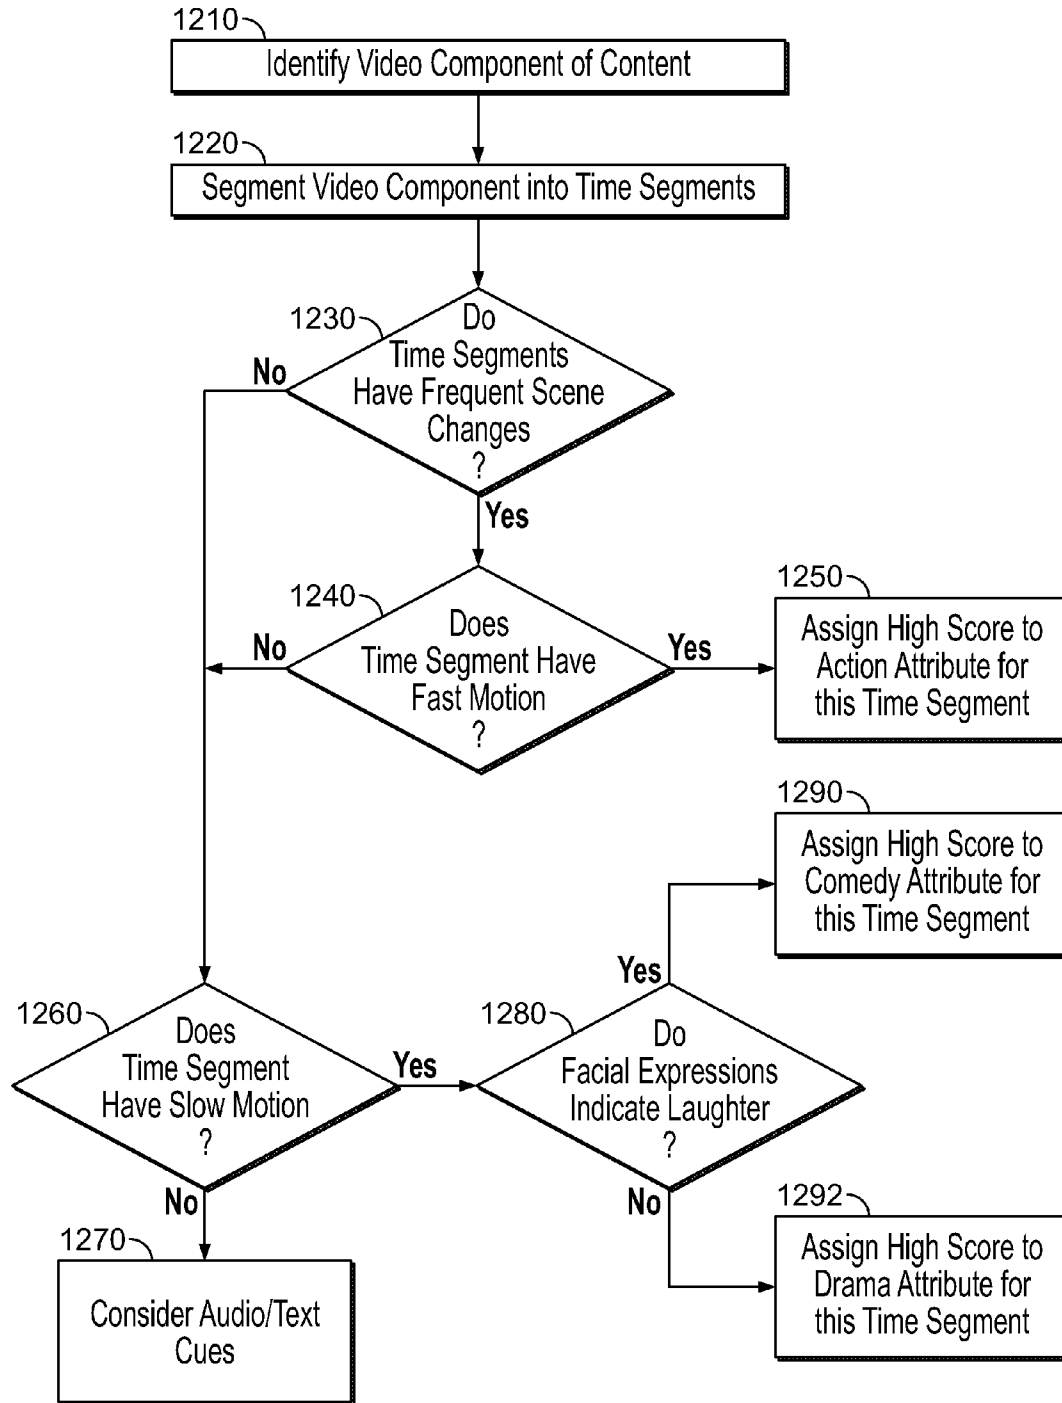 1210
Identify Video Component of Content
1220
Segment Video Component into Time Segments
1230
Do
Time Segments
Have Frequent Scene
Changes
?
No
Yes
1240
Does
Time Segment Have
Fast Motion
?
No
Yes
1250
Assign High Score to
Action Attribute for
this Time Segment
1290
Assign High Score to
Comedy Attribute for
this Time Segment
1260
Does
Time Segment
Have Slow Motion
?
Yes
No
1280
Do
Facial Expressions
Indicate Laughter
?
Yes
No
1270
Consider Audio/Text
Cues
1292
Assign High Score to
Drama Attribute for
this Time Segment